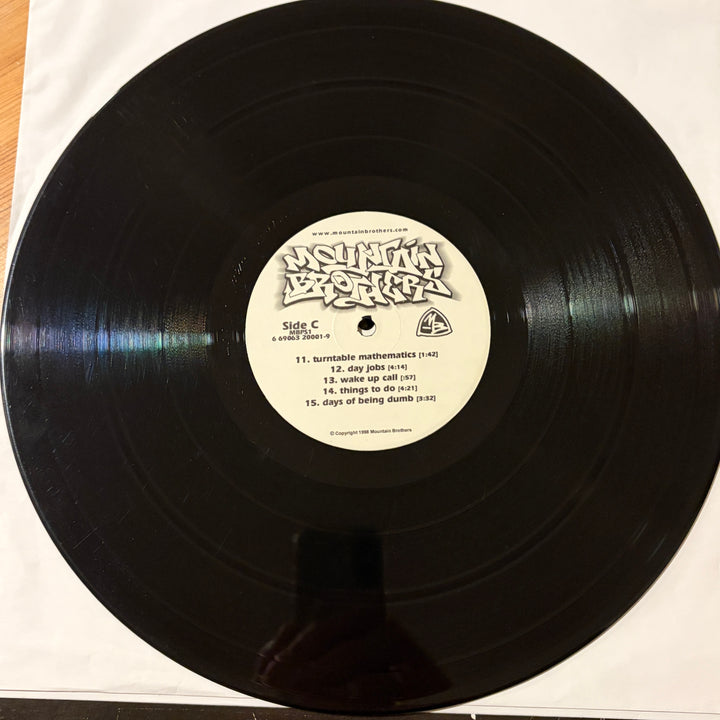 www.mountainbrothers.com
MOUNTAIN
BROTHERS
Side C
MBPS1
6 69063 20001-9
MB
11. turntable mathematics [1:42]
12. day jobs [4:14]
13. wake up call [:57]
14. things to do [4:21]
15. days of being dumb [3:32]
© Copyright 1998 Mountain Brothers